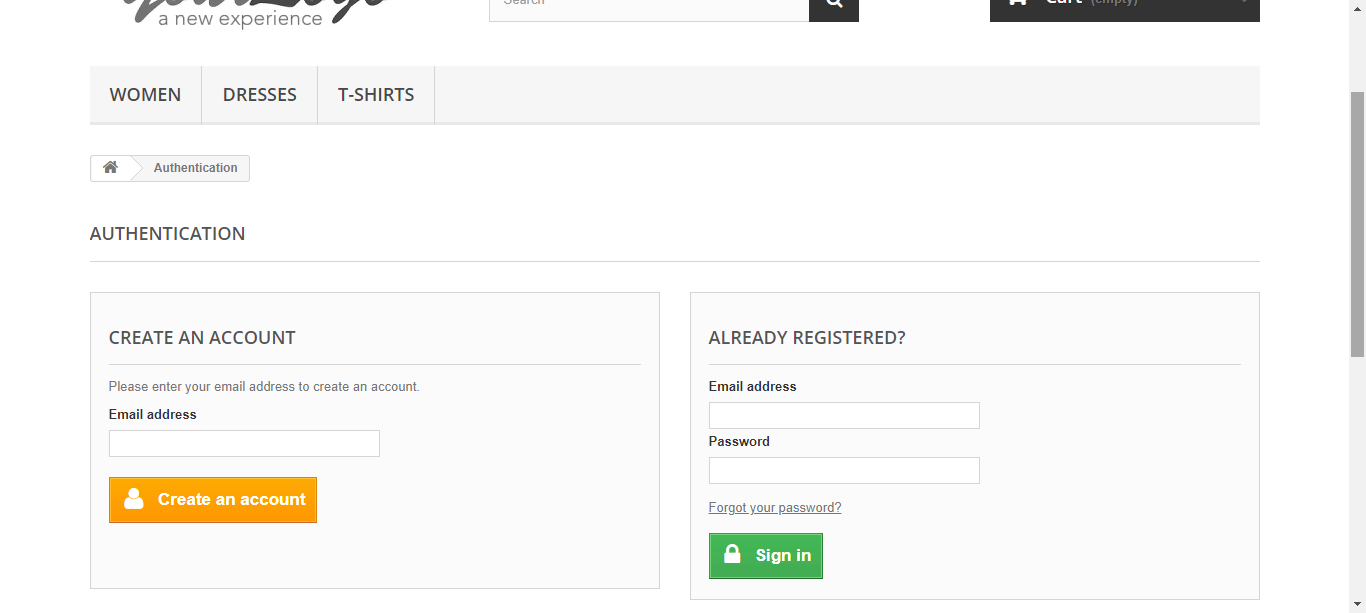 a new experience
Search
Cart (empty)
WOMEN DRESSES T-SHIRTS
Authentication
AUTHENTICATION
CREATE AN ACCOUNT
Please enter your email address to create an account.
Email address
Create an account
ALREADY REGISTERED?
Email address
Password
Forgot your password?
Sign in